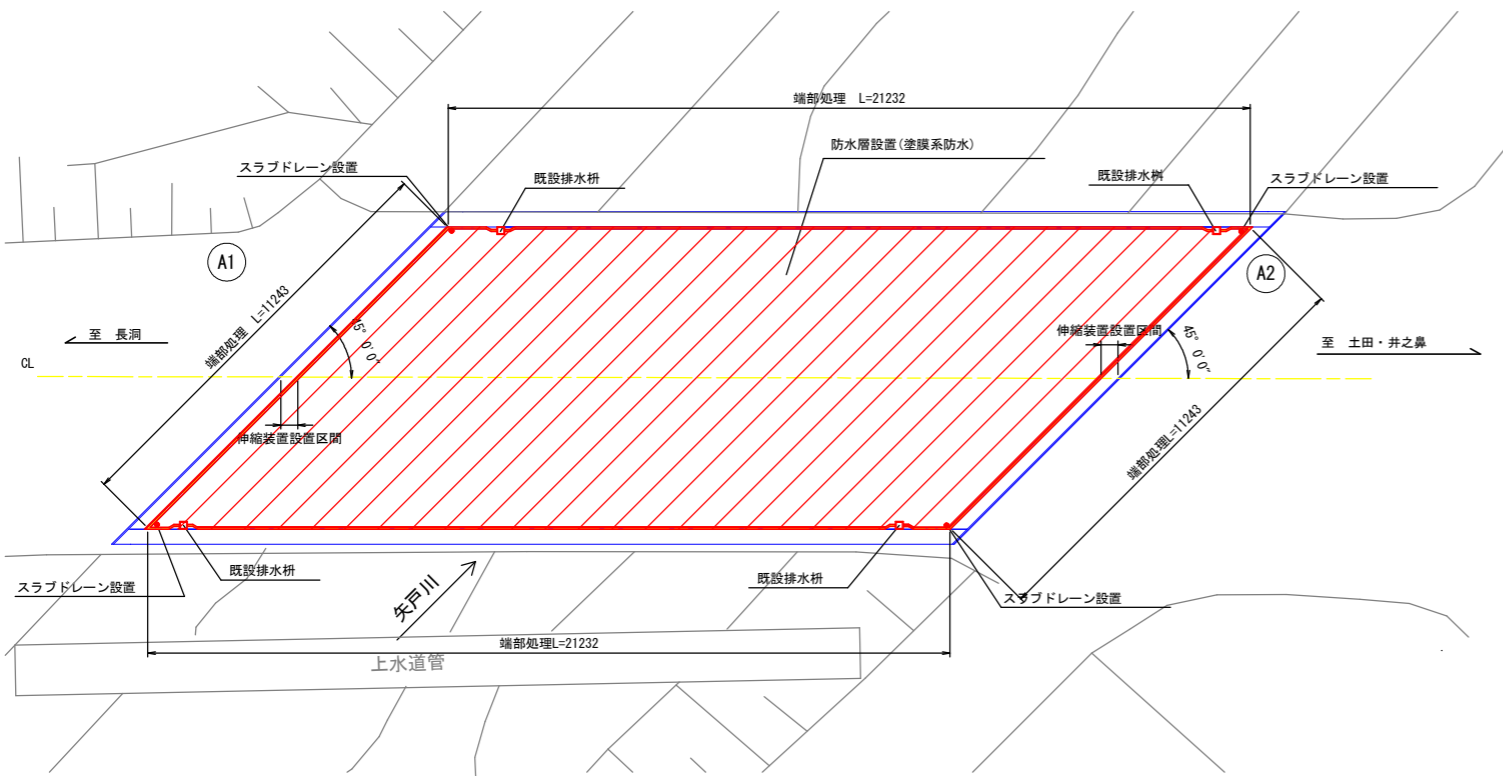 端部処理 L=21232
防水層設置(塗膜系防水)
スラブドレーン設置
既設排水枡
既設排水桝
スラブドレーン設置
A1
A2
端部処理 L=11243
45° 0'0"
伸縮装置設置区間
45° 0'0"
至 長洞
至 土田・井之鼻
CL
伸縮装置設置区間
端部処理L=11243
既設排水枡
既設排水枡
スラブドレーン設置
スラブドレーン設置
矢戸川
端部処理L=21232
上水道管